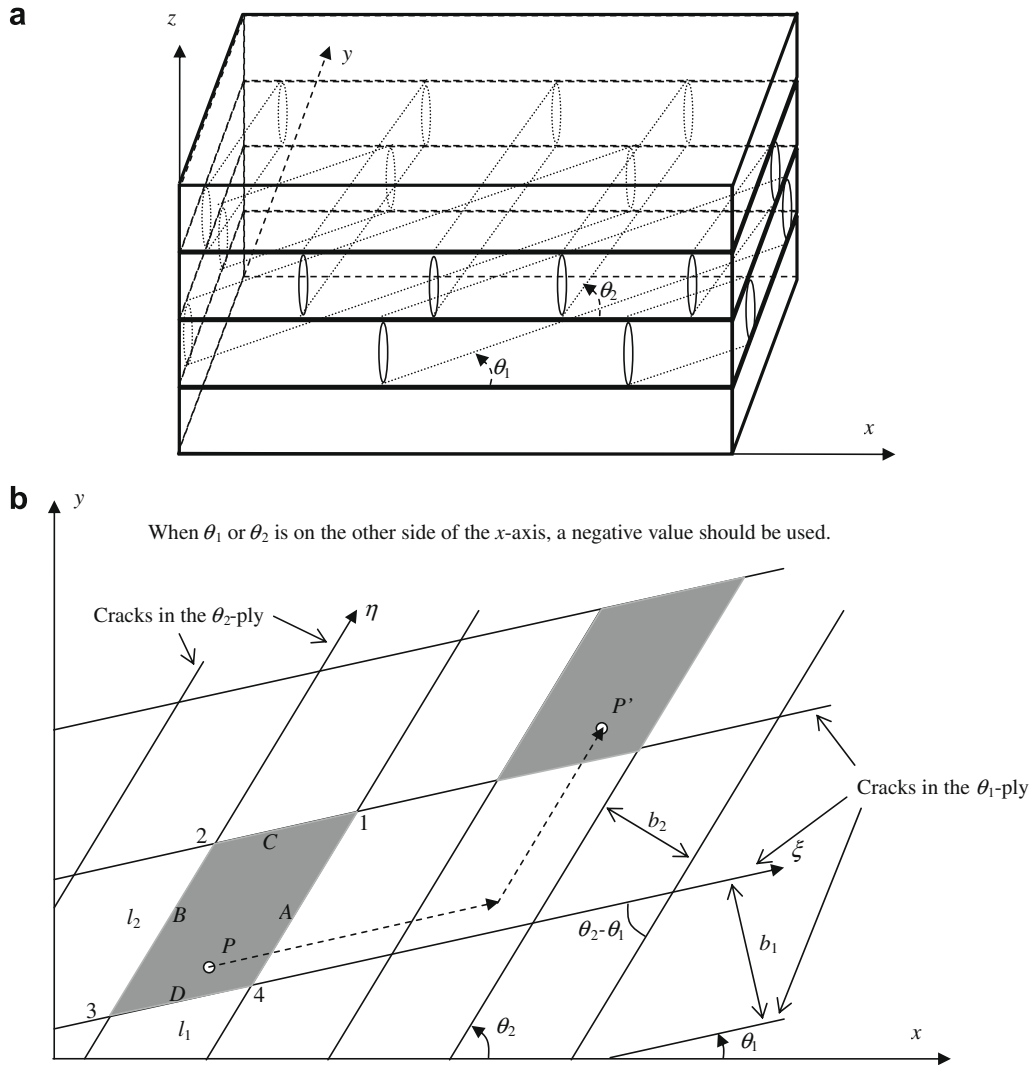 a
z
y
θ2
θ1
x
b
y
When θ1 or θ2 is on the other side of the x-axis, a negative value should be used.
Cracks in the θ2-ply
η
P’
Cracks in the θ1-ply
1
2
C
b2
ξ
l2
B
A
θ2-θ1
b1
P
D
4
3
l1
θ2
x
θ1